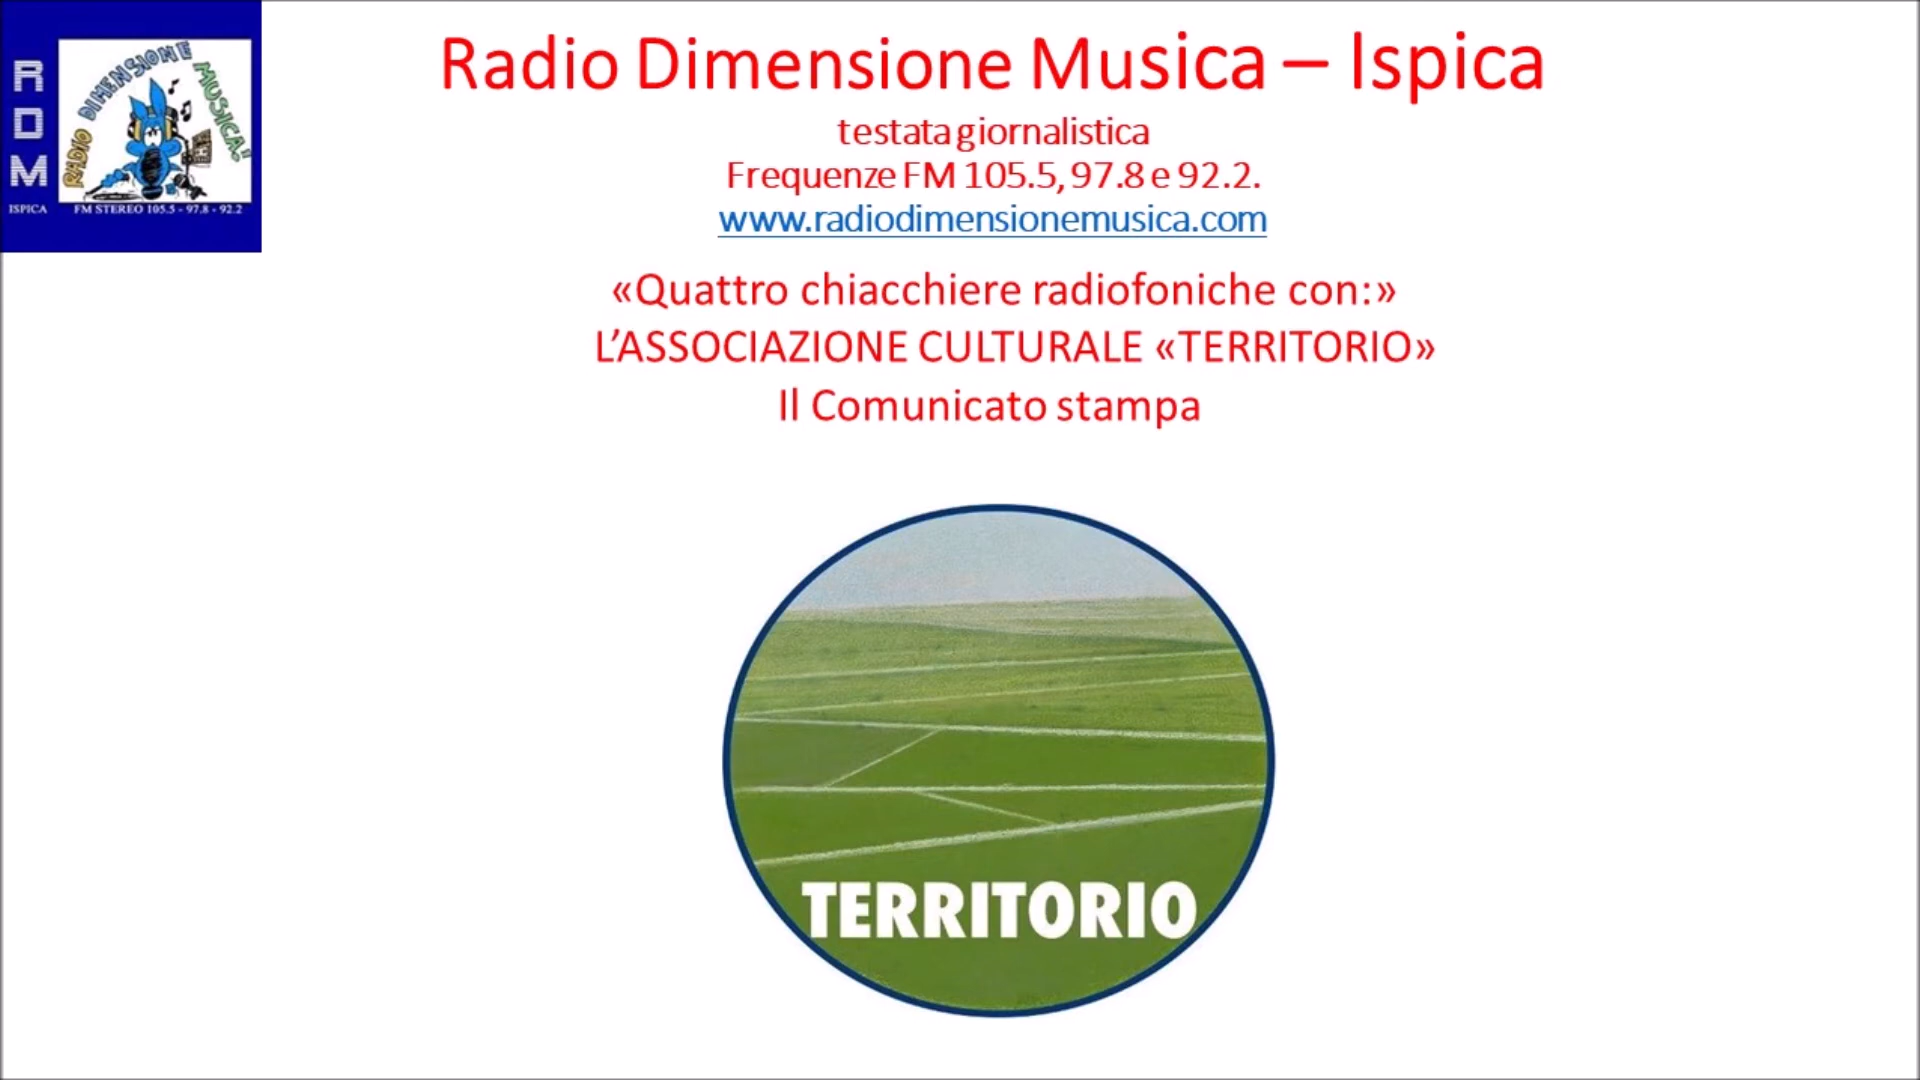 R
D
M
ISPICA
RADIO DIMENSIONE MUSICA!
FM STEREO 105.5 - 97.8 - 92.2
Radio Dimensione Musica – Ispica
testata giornalistica
Frequenze FM 105.5, 97.8 e 92.2.
www.radiodimensionemusica.com
«Quattro chiacchiere radiofoniche con:»
L’ASSOCIAZIONE CULTURALE «TERRITORIO»
Il Comunicato stampa
TERRITORIO